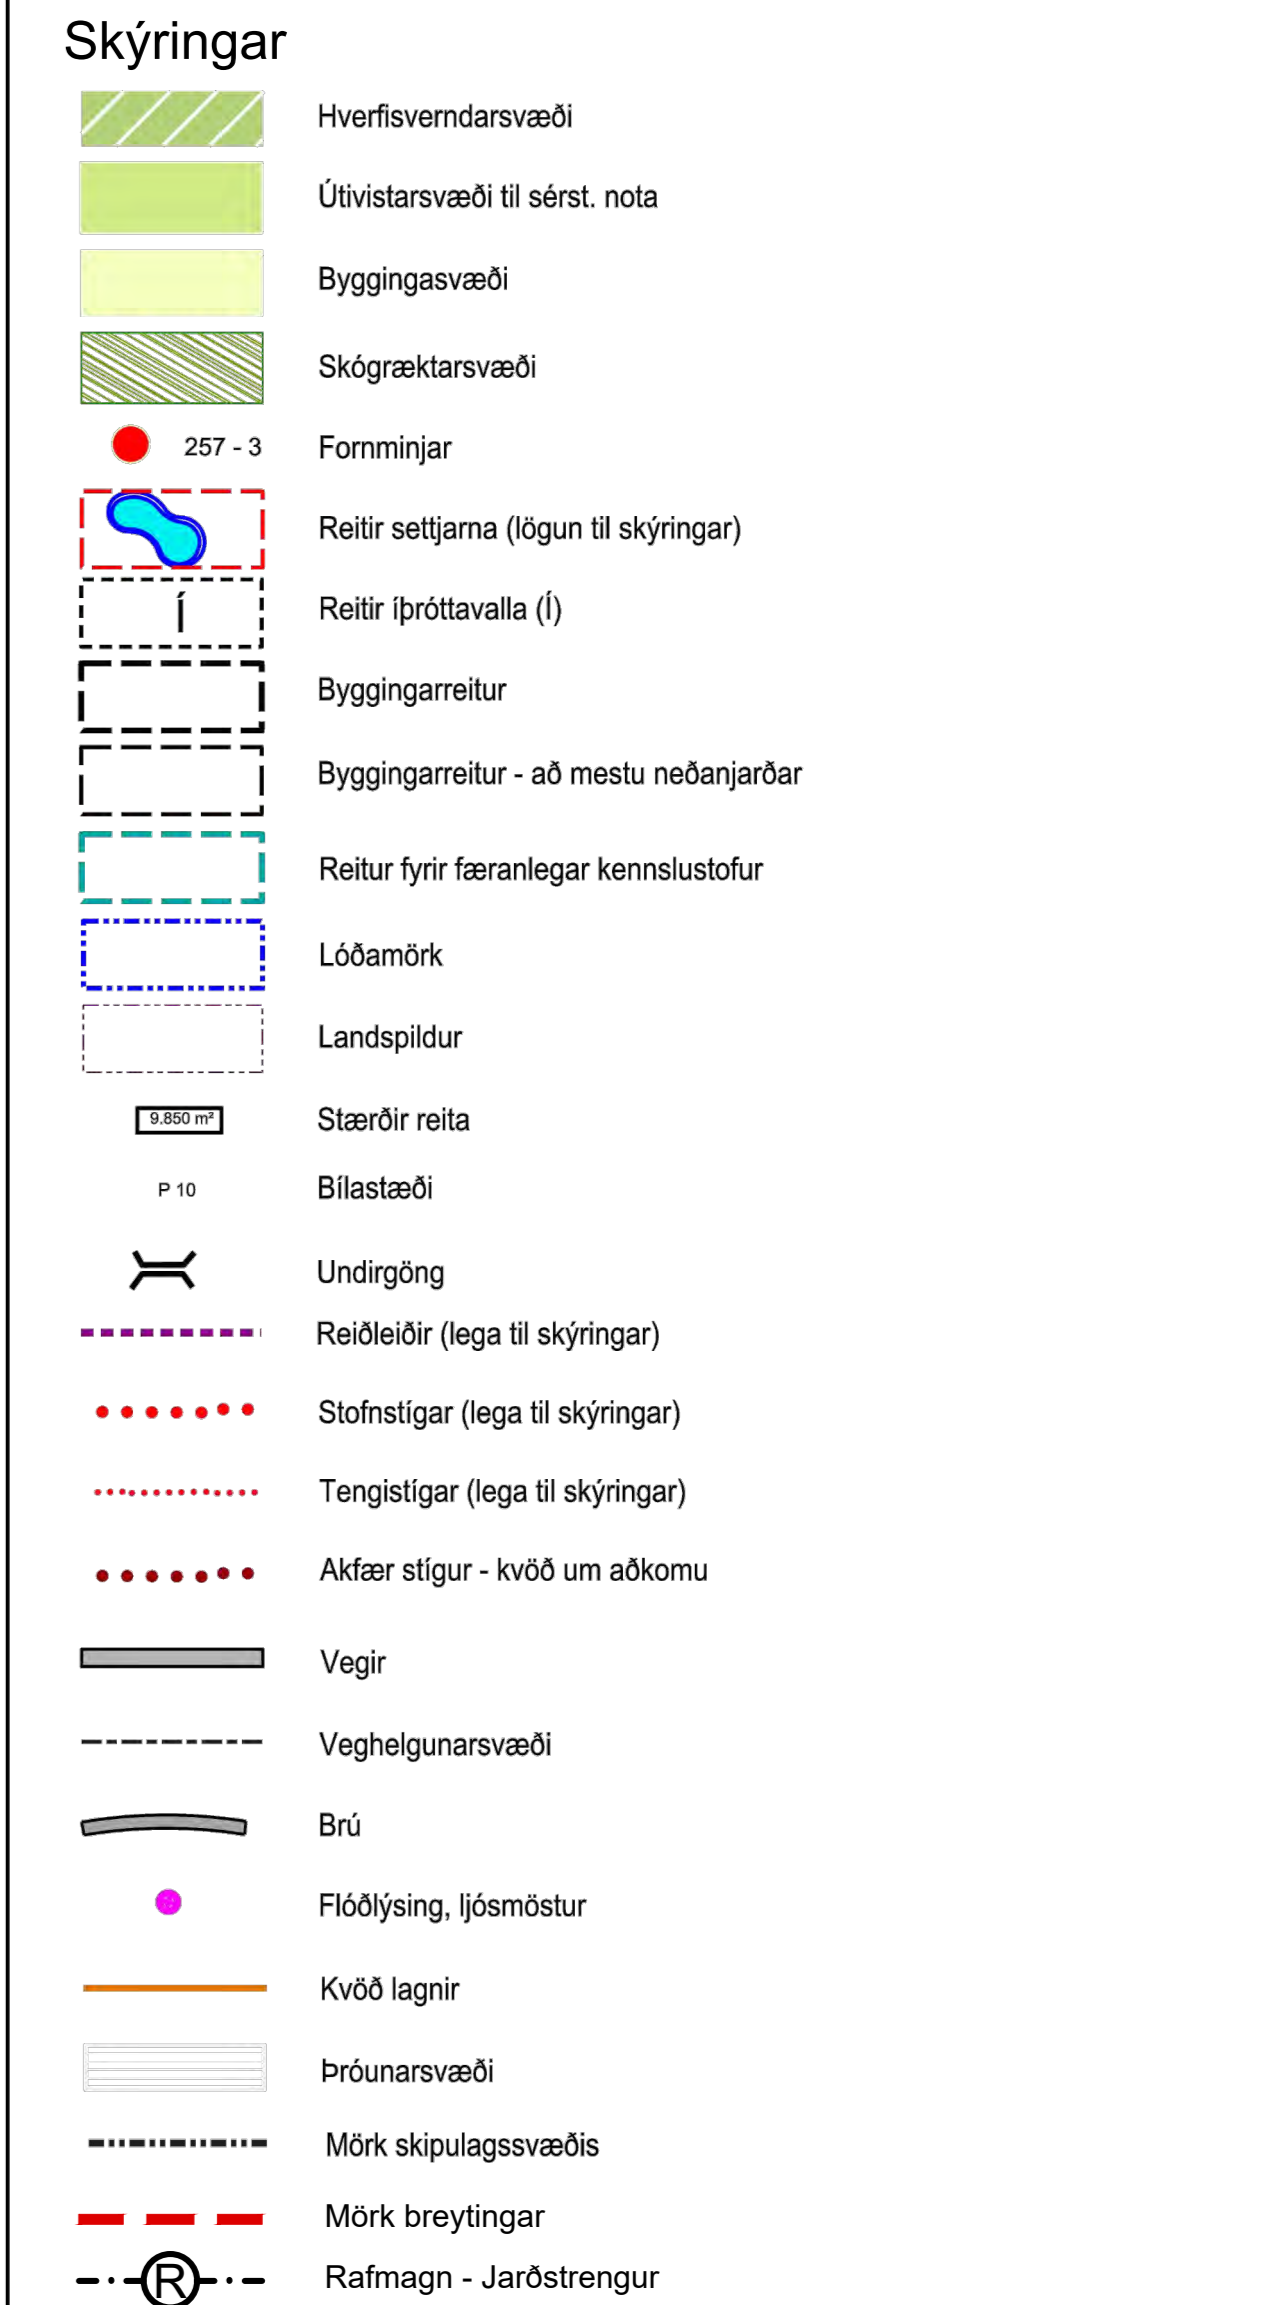 Skýringar
Hverfisverndarsvæði
Útivistarsvæði til sérst. nota
Byggingasvæði
Skógræktarsvæði
257 - 3 Fornminjar
Reitir settjarna (lögun til skýringar)
Í Reitir íþróttavalla (Í)
Byggingarreitur
Byggingarreitur - að mestu neðanjarðar
Reitur fyrir færanlegar kennslustofur
Lóðamörk
Landspildur
9.850 m² Stærðir reita
P 10 Bílastæði
Undirgöng
Reiðleiðir (lega til skýringar)
Stofnstígar (lega til skýringar)
Tengistígar (lega til skýringar)
Akfær stígur - kvöð um aðkomu
Vegir
Veghelgunarsvæði
Brú
Flóðlýsing, ljósmöstur
Kvöð lagnir
Þróunarsvæði
Mörk skipulagssvæðis
Mörk breytingar
R Rafmagn - Jarðstrengur